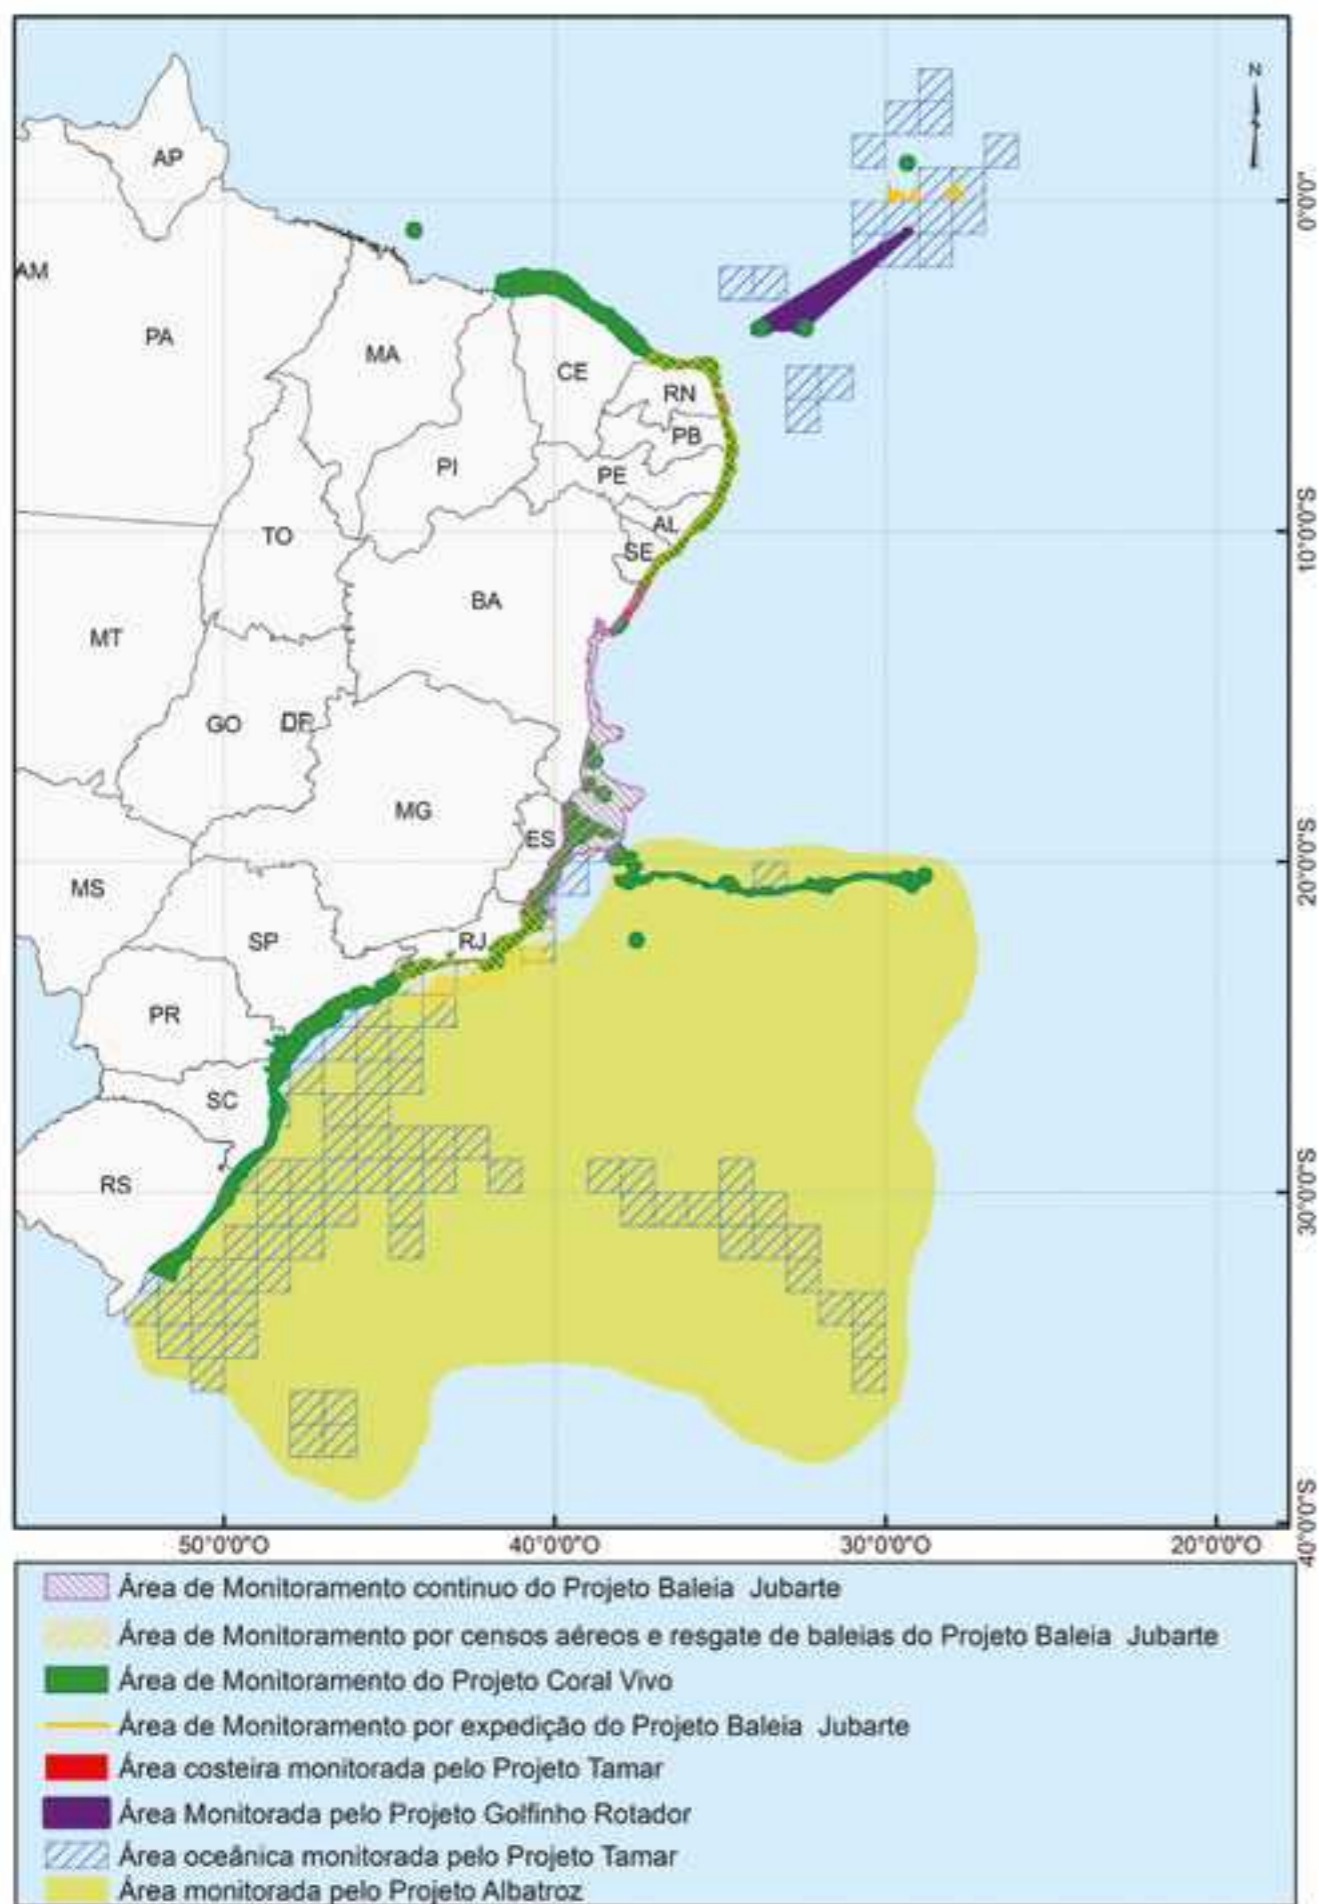 N
AP
0°0'0"
AM
PA
MA
CE
RN
PB
PI
PE
AL
TO
SE
10°0'0"S
BA
MT
GO
DF
MG
ES
20°0'0"S
MS
SP
RJ
PR
SC
RS
30°0'0"S
40°0'0"S
50°0'0"O
40°0'0"O
30°0'0"O
20°0'0"O
Área de Monitoramento continuo do Projeto Baleia Jubarte
Área de Monitoramento por censos aéreos e resgate de baleias do Projeto Baleia Jubarte
Área de Monitoramento do Projeto Coral Vivo
Área de Monitoramento por expedição do Projeto Baleia Jubarte
Área costeira monitorada pelo Projeto Tamar
Área Monitorada pelo Projeto Golfinho Rotador
Área oceânica monitorada pelo Projeto Tamar
Área monitorada pelo Projeto Albatroz